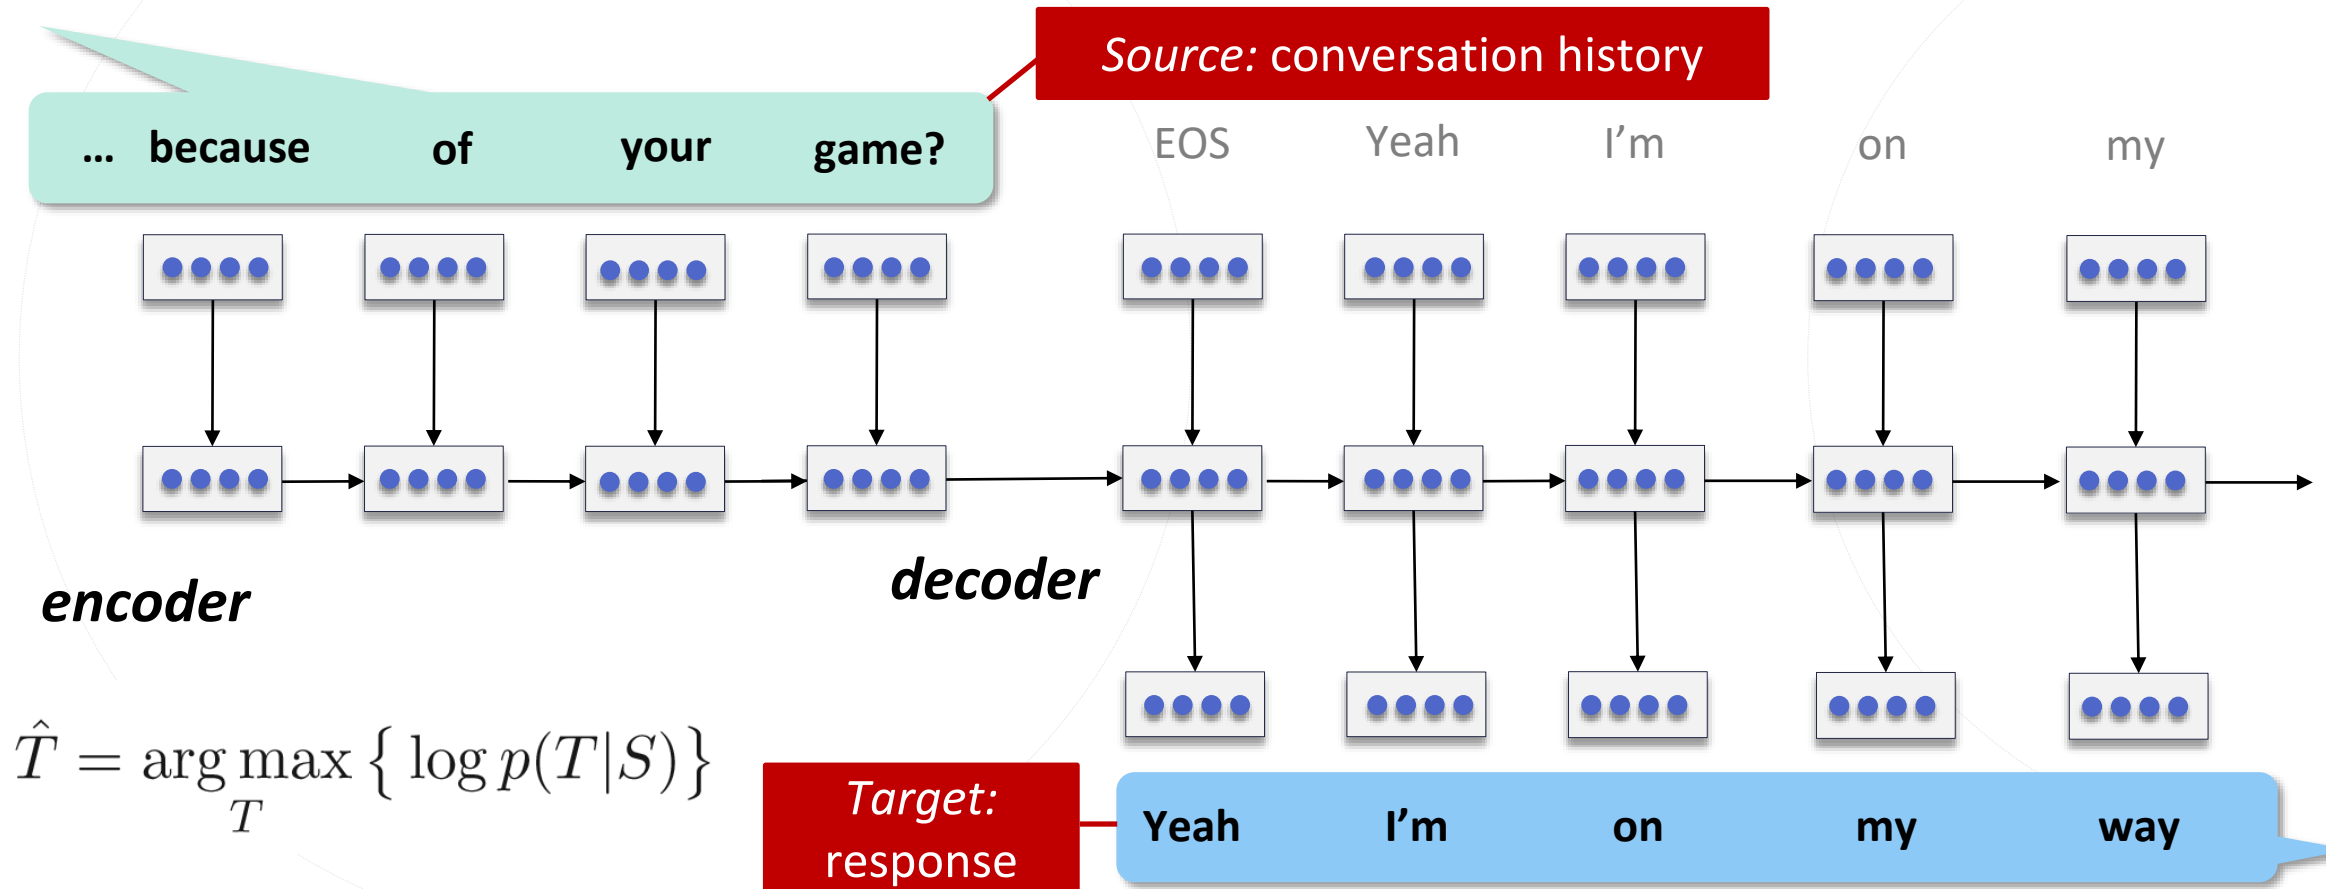 Source: conversation history
... because of your game?
EOS Yeah I’m on my
encoder
decoder
T̂ = arg max { log p(T|S)}
T
Target:
response
Yeah I’m on my way